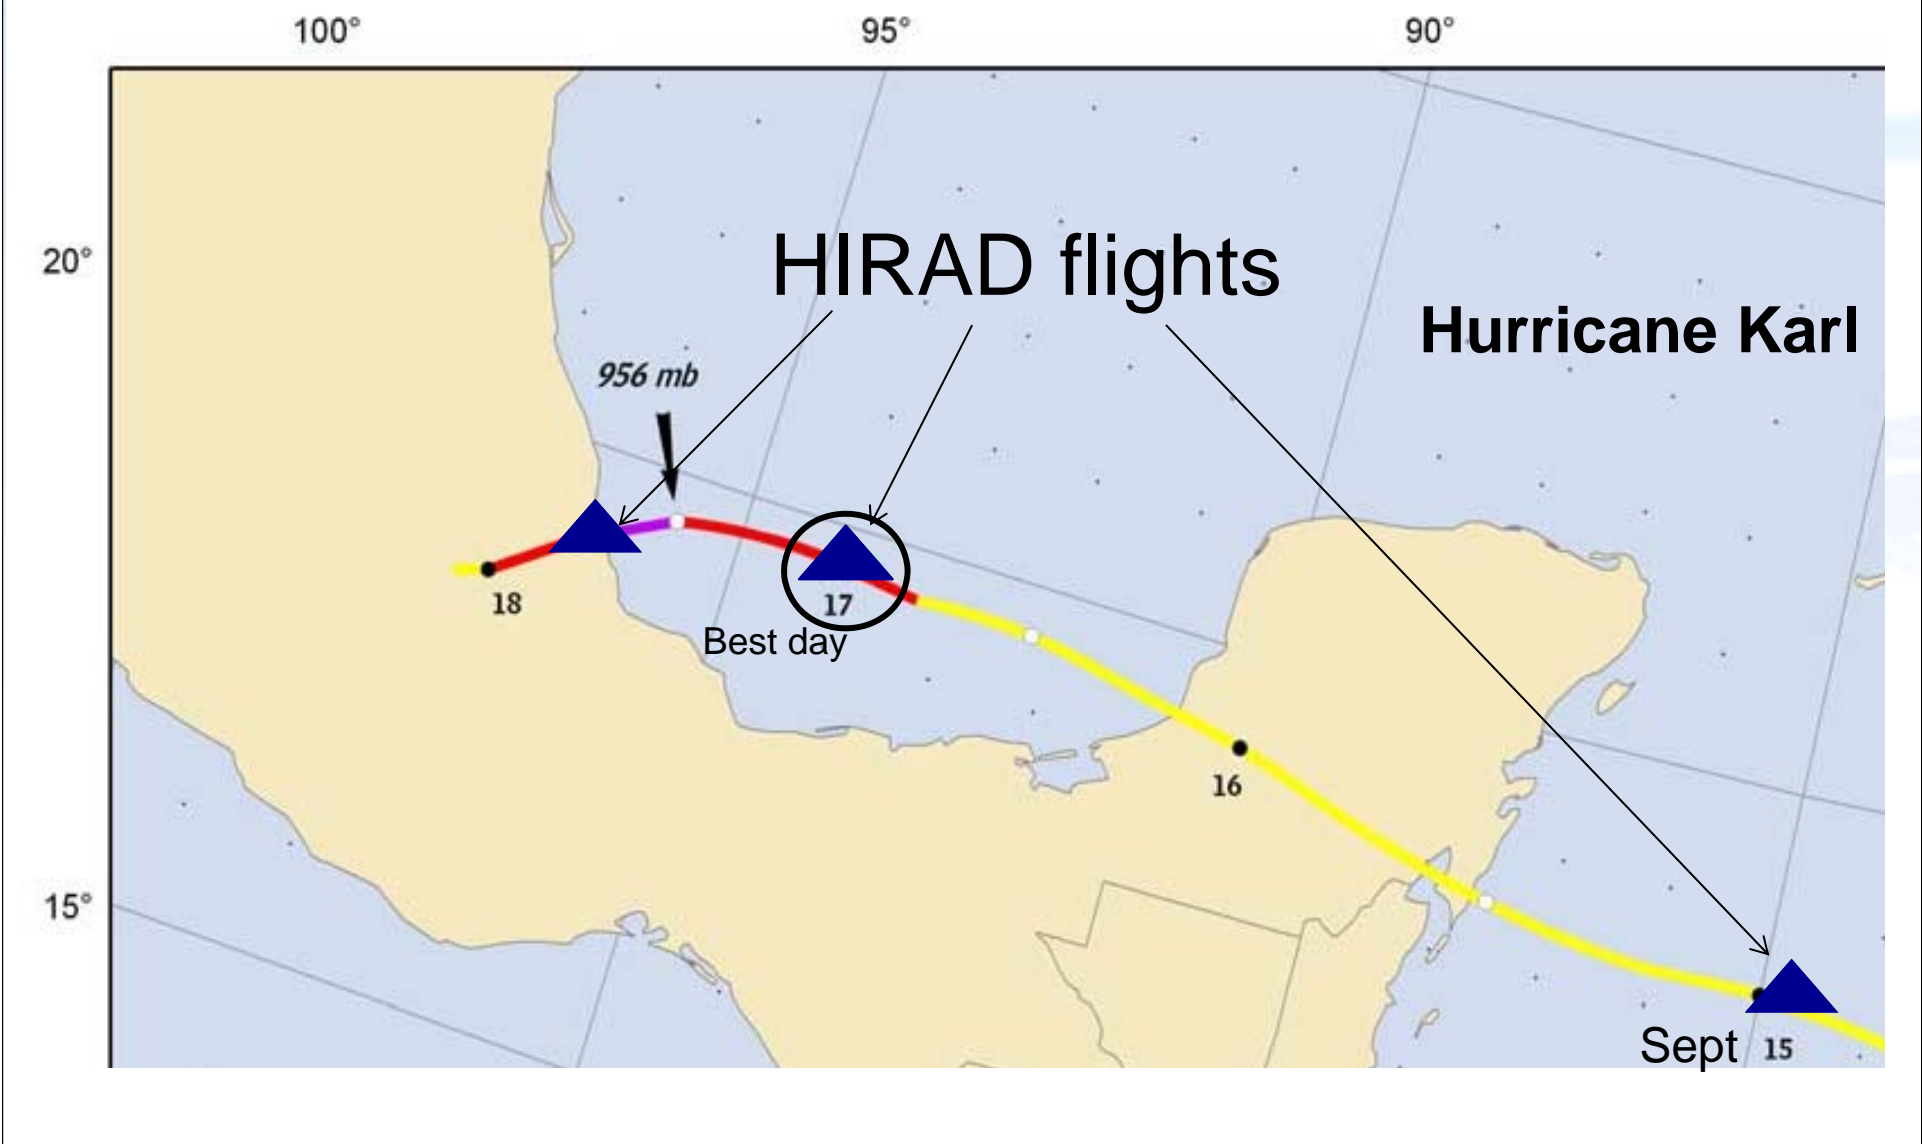 100° 95° 90°
20°
HIRAD flights
Hurricane Karl
956 mb
18
17
Best day
16
15°
Sept 15